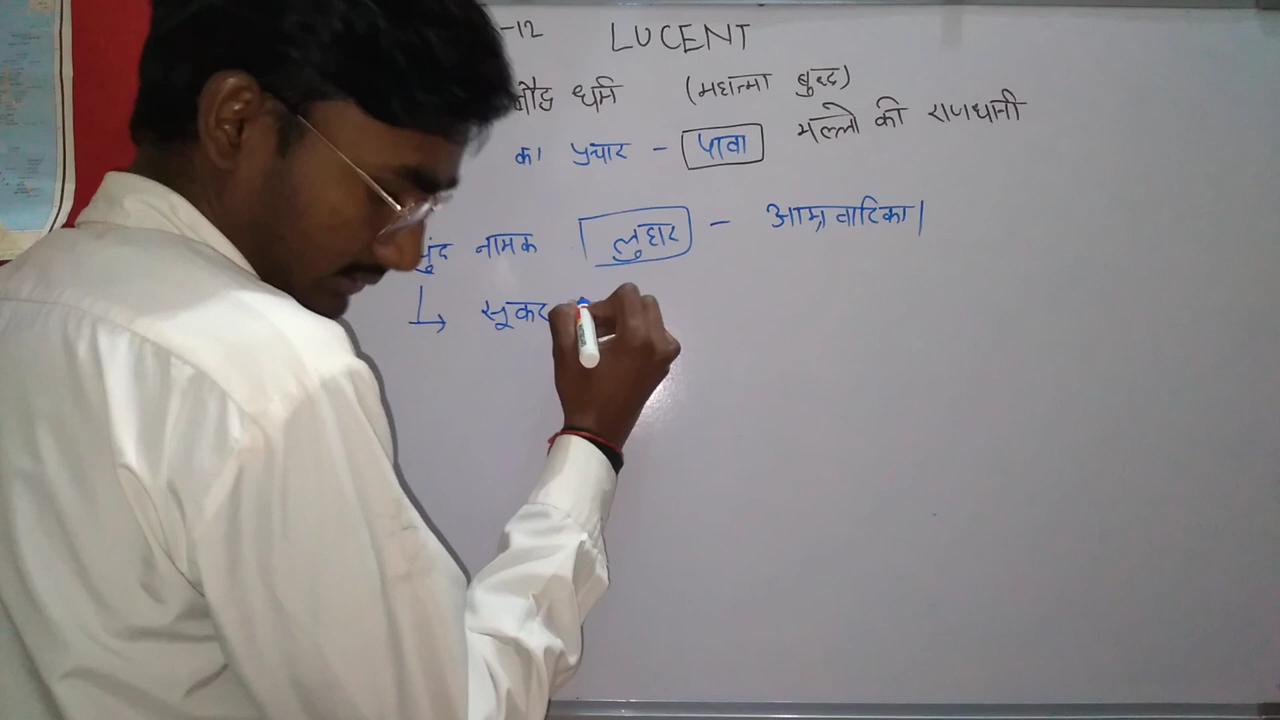 -12 LUCENT
बौद्ध धर्म (महात्मा बुद्ध)
का प्रचार - पावा मल्लो की राजधानी
चुंद नामक लुहार - आम्रवाटिका|
↳ सूकर